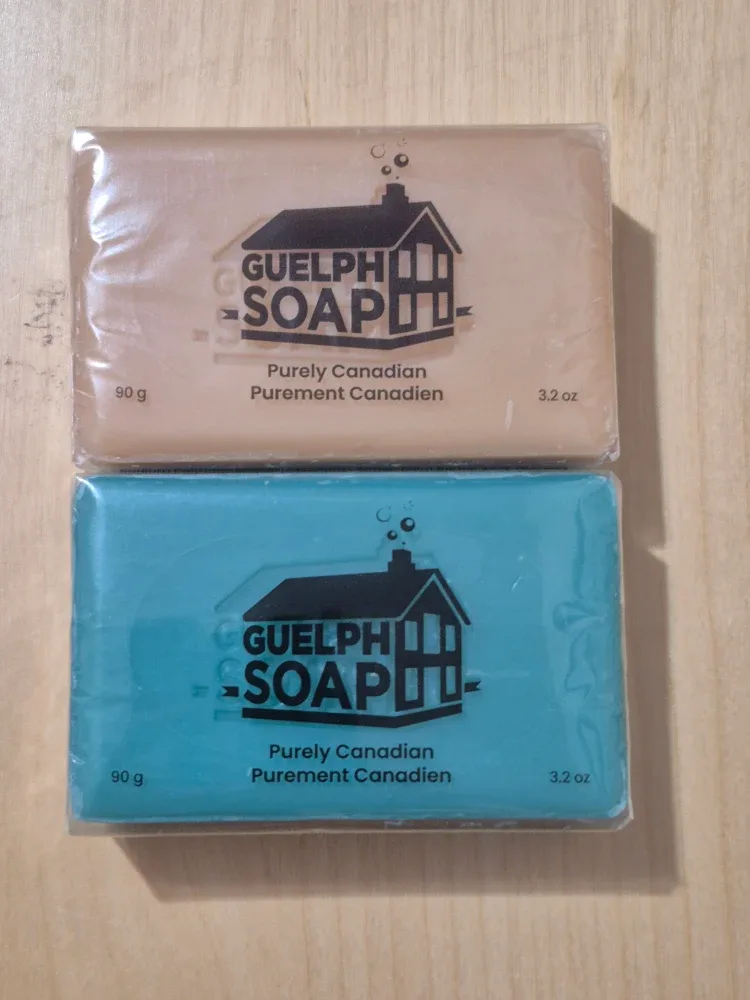 GUELPH
SOAP
Purely Canadian
Purement Canadien
90 g
3.2 oz
GUELPH
SOAP
Purely Canadian
Purement Canadien
90 g
3.2 oz